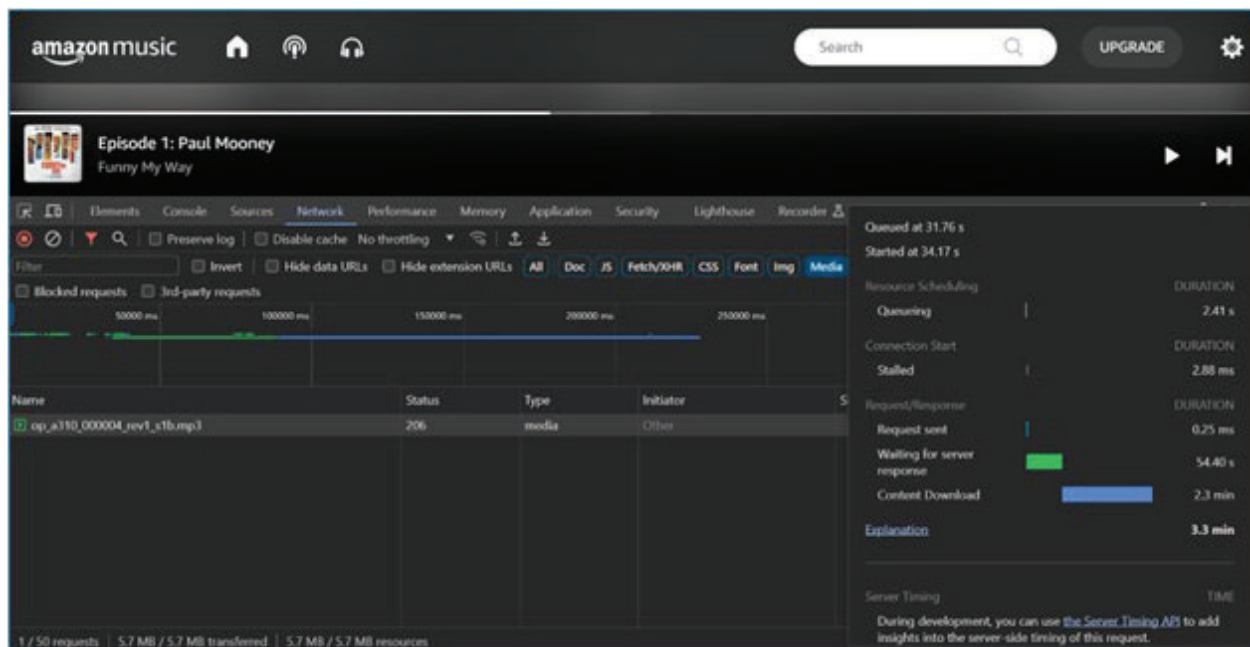 amazon music
Search
UPGRADE
Episode 1: Paul Mooney
Funny My Way
Elements Console Sources Network Performance Memory Application Security Lighthouse Recorder
Preserve log Disable cache No throttling
Filter Invert Hide data URLs Hide extension URLs All Doc JS Fetch/XHR CSS Font Img Media
Blocked requests 3rd-party requests
50000 ms 100000 ms 150000 ms 200000 ms 250000 ms
Name Status Type Initiator S
op_a310_000004_rev1_s1b.mp3 206 media Other
1 / 50 requests 5.7 MB / 5.7 MB transferred 5.7 MB / 5.7 MB resources
Queued at 31.76 s
Started at 34.17 s
Resource Scheduling DURATION
Queueing 2.41 s
Connection Start DURATION
Stalled 2.88 ms
Request/Response DURATION
Request sent 0.25 ms
Waiting for server
response 54.40 s
Content Download 2.3 min
Explanation 3.3 min
Server Timing TIME
During development, you can use the Server Timing API to add
insights into the server-side timing of this request.